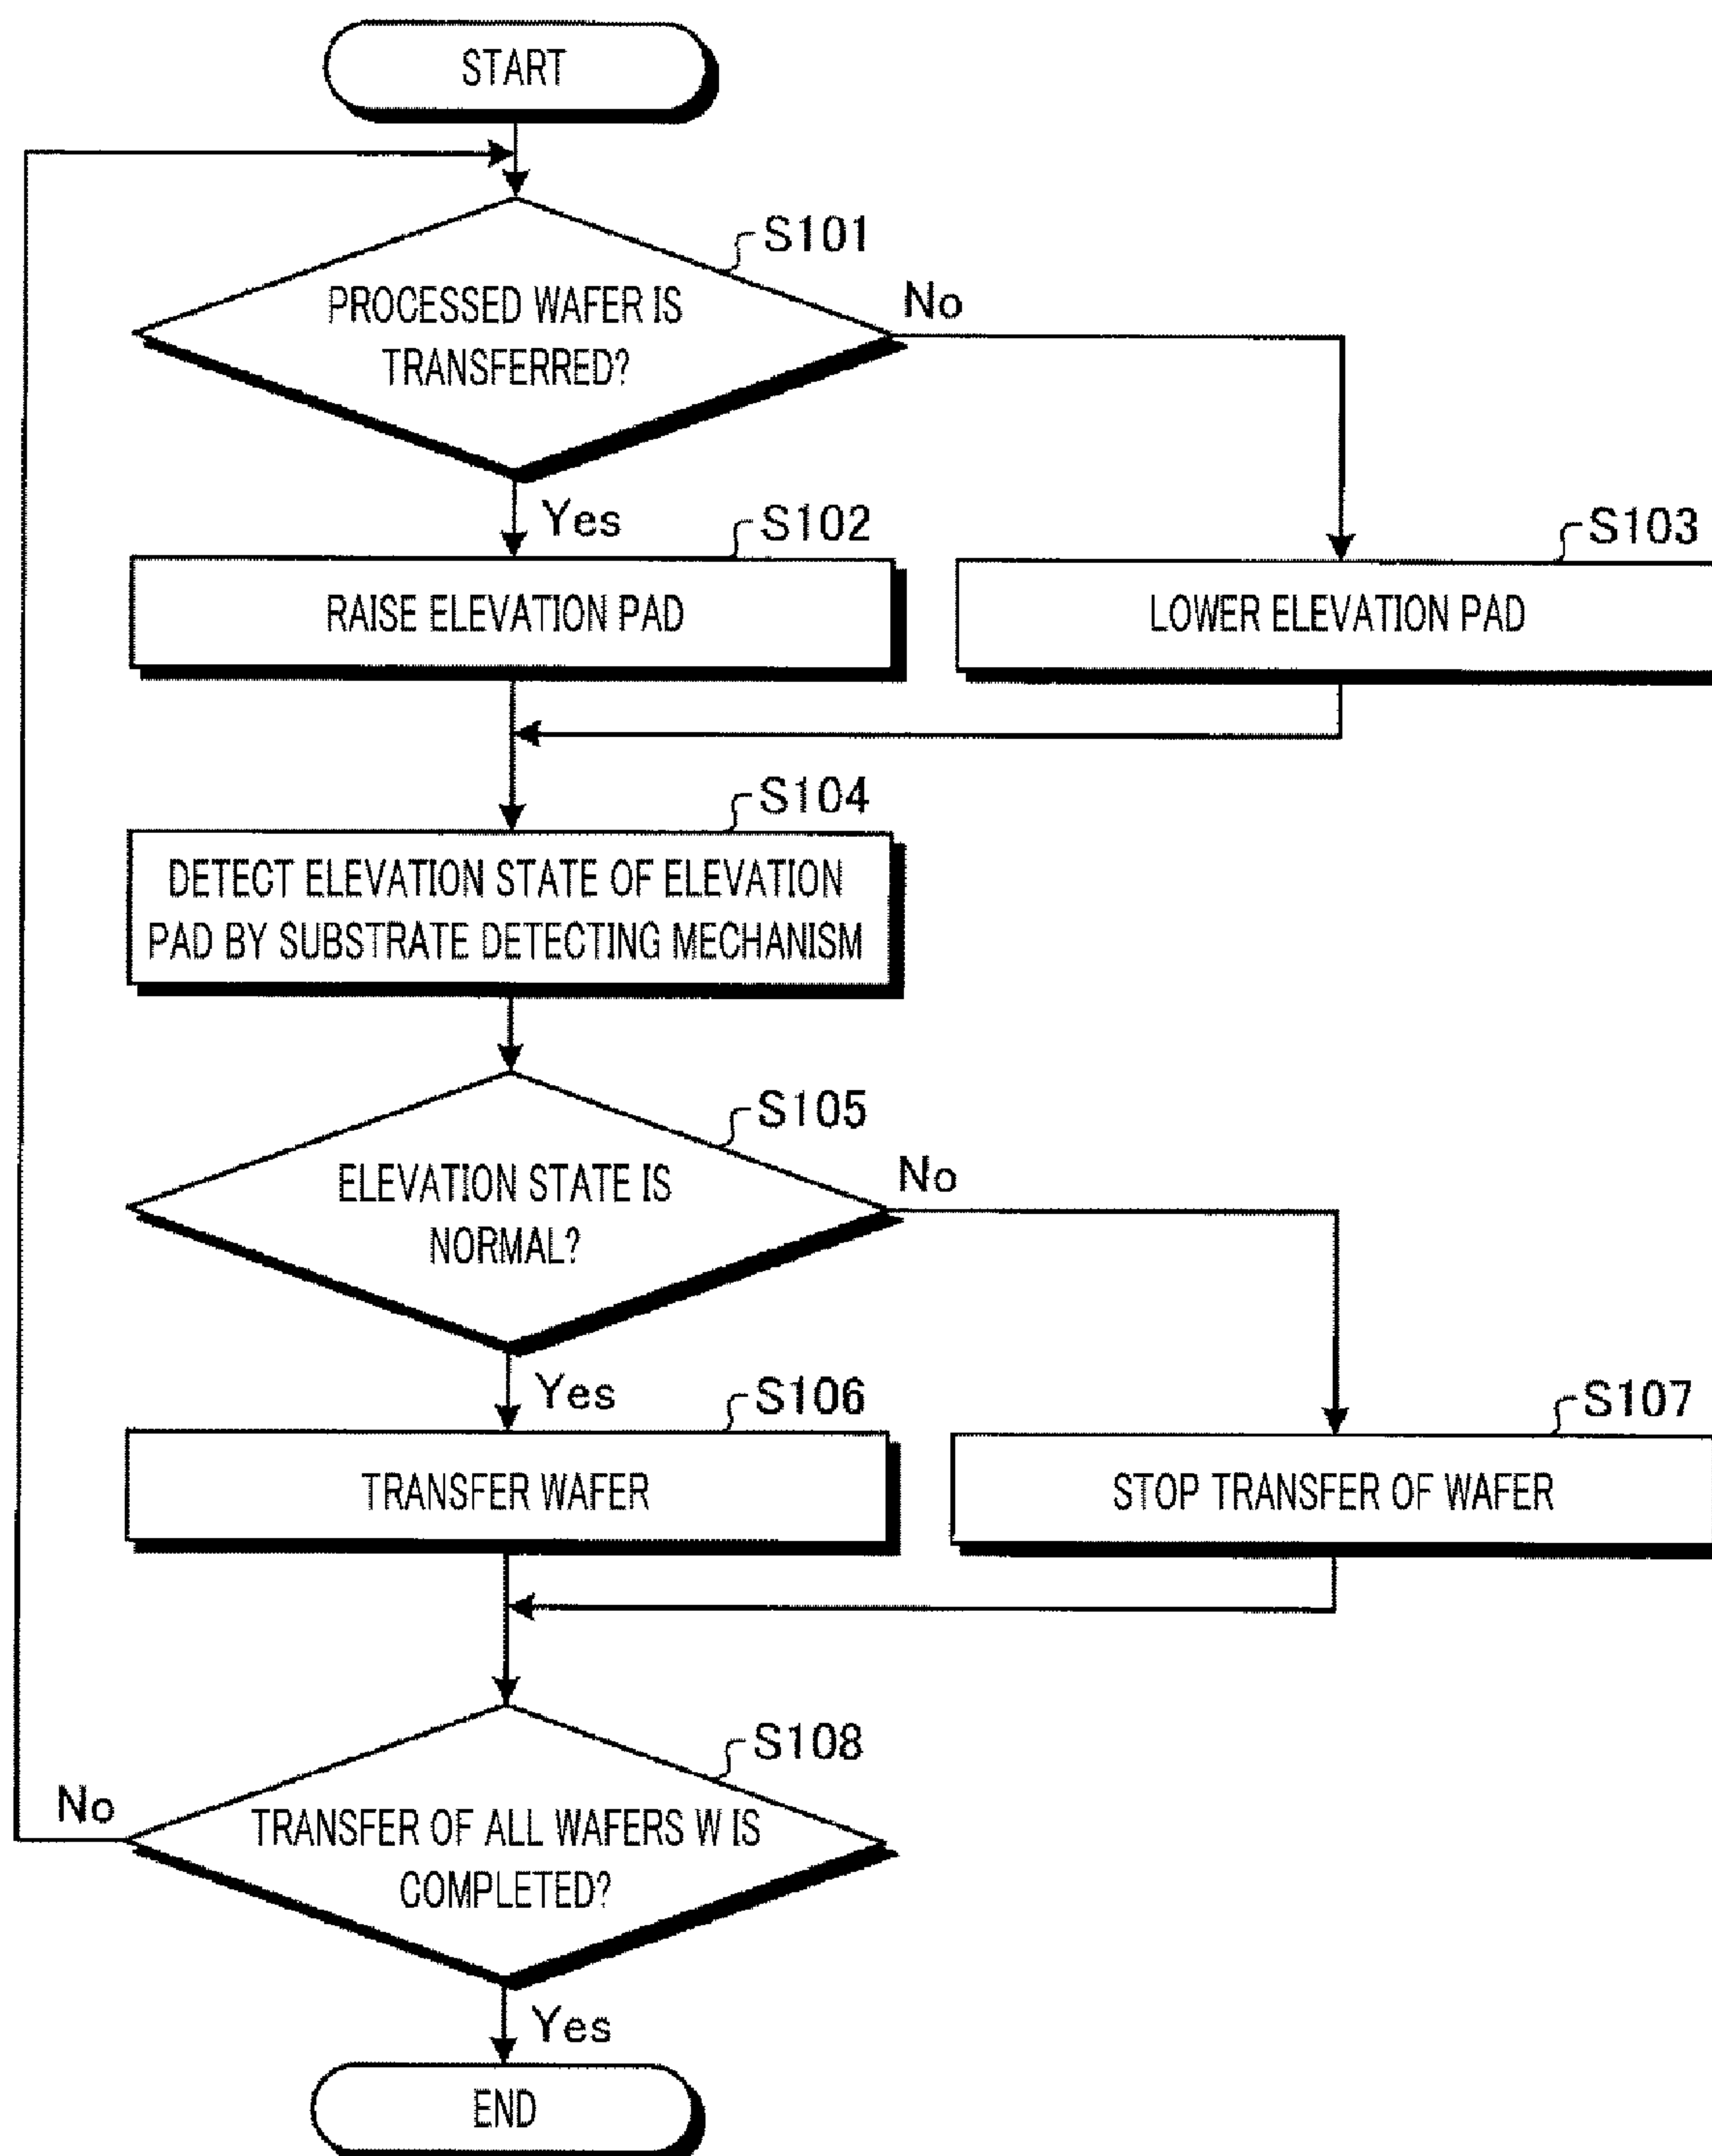 START
S101
PROCESSED WAFER IS
TRANSFERRED?
No
Yes
S102
RAISE ELEVATION PAD
S103
LOWER ELEVATION PAD
S104
DETECT ELEVATION STATE OF ELEVATION
PAD BY SUBSTRATE DETECTING MECHANISM
S105
ELEVATION STATE IS
NORMAL?
No
Yes
S106
TRANSFER WAFER
S107
STOP TRANSFER OF WAFER
S108
TRANSFER OF ALL WAFERS W IS
COMPLETED?
No
Yes
END